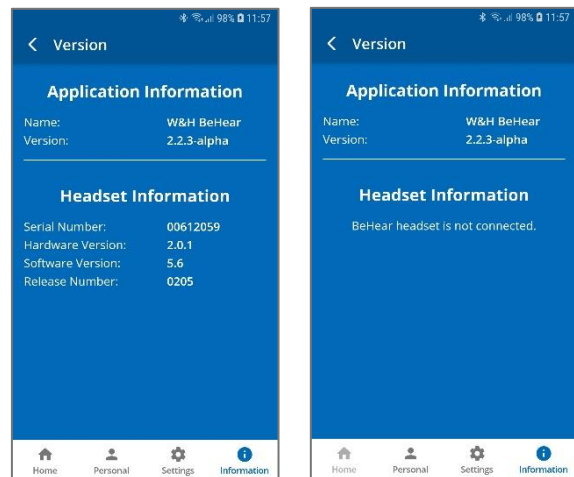 98% 11:57
Version
Application Information
Name: W&H BeHear
Version: 2.2.3-alpha
Headset Information
Serial Number: 00612059
Hardware Version: 2.0.1
Software Version: 5.6
Release Number: 0205
Home Personal Settings Information
98% 11:57
Version
Application Information
Name: W&H BeHear
Version: 2.2.3-alpha
Headset Information
BeHear headset is not connected.
Home Personal Settings Information